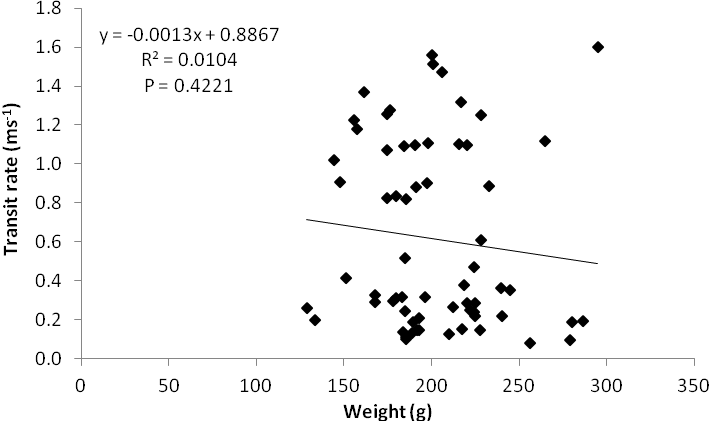 1.8
y = -0.0013x + 0.8867
R² = 0.0104
P = 0.4221
1.6
1.4
1.2
1.0
0.8
0.6
0.4
0.2
0.0
Transit rate (ms⁻¹)
0 50 100 150 200 250 300 350
Weight (g)